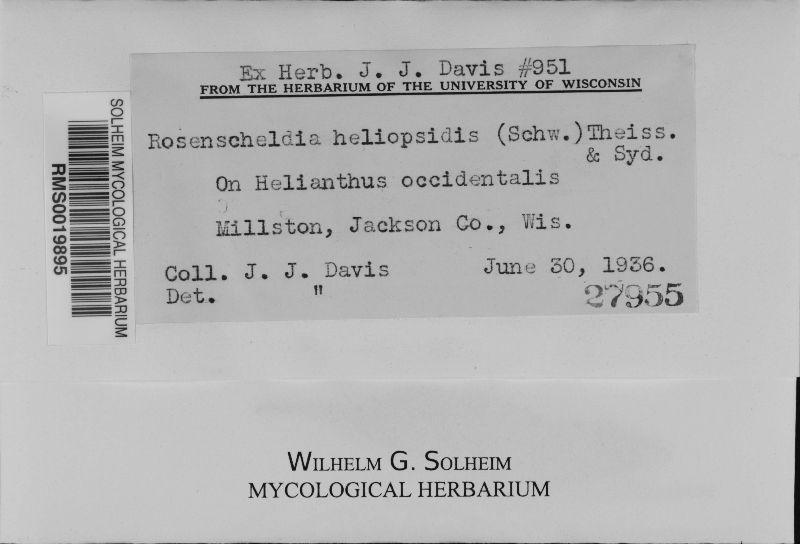 Ex Herb. J. J. Davis #951
FROM THE HERBARIUM OF THE UNIVERSITY OF WISCONSIN
Rosenscheldia heliopsidis (Schw.) Theiss.
& Syd.
On Helianthus occidentalis
Millston, Jackson Co., Wis.
Coll. J. J. Davis June 30, 1936.
Det. "
27955
SOLHEIM MYCOLOGICAL HERBARIUM
RMS0019895
WILHELM G. SOLHEIM
MYCOLOGICAL HERBARIUM